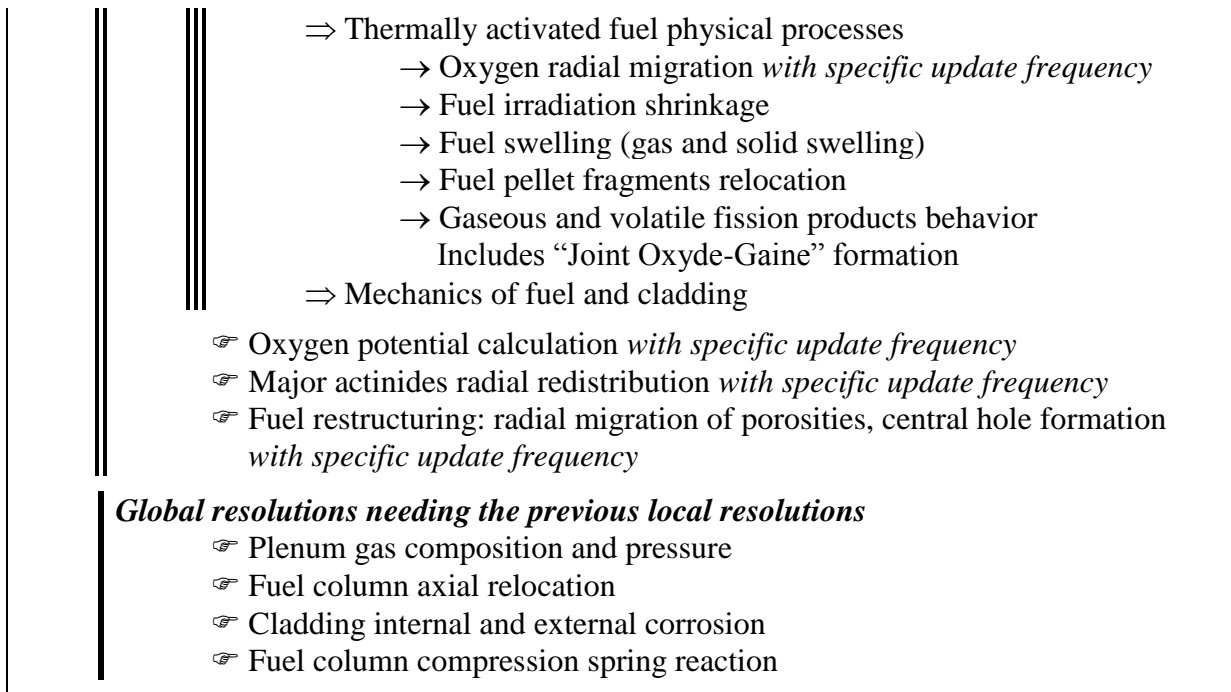 ⇒ Thermally activated fuel physical processes
→ Oxygen radial migration with specific update frequency
→ Fuel irradiation shrinkage
→ Fuel swelling (gas and solid swelling)
→ Fuel pellet fragments relocation
→ Gaseous and volatile fission products behavior
Includes “Joint Oxyde-Gaine” formation
⇒ Mechanics of fuel and cladding
☞ Oxygen potential calculation with specific update frequency
☞ Major actinides radial redistribution with specific update frequency
☞ Fuel restructuring: radial migration of porosities, central hole formation
with specific update frequency
Global resolutions needing the previous local resolutions
☞ Plenum gas composition and pressure
☞ Fuel column axial relocation
☞ Cladding internal and external corrosion
☞ Fuel column compression spring reaction